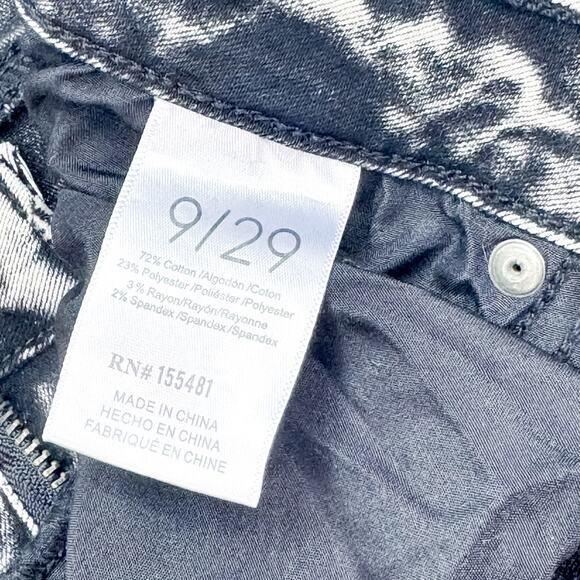 9/29
72% Cotton /Algodón /Coton
23% Polyester /Poliéster /Polyester
3 % Rayon/Rayón/Rayonne
2% Spandex /Spandex /Spandex
RN# 155481
MADE IN CHINA
HECHO EN CHINA
FABRIQUÉ EN CHINE